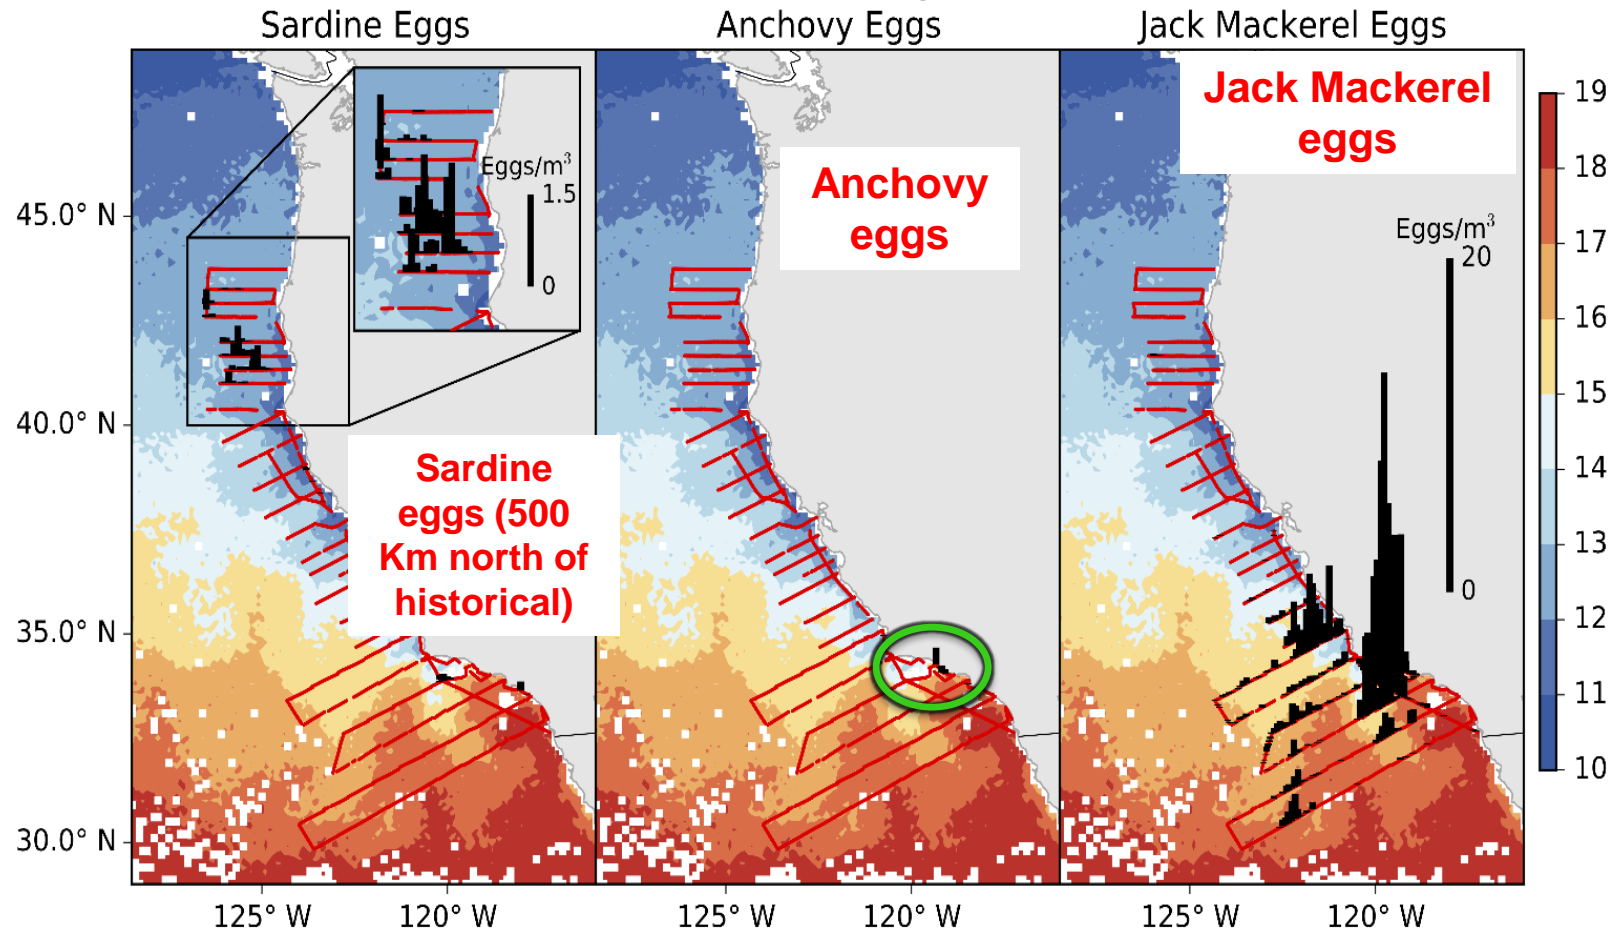 Sardine Eggs
Anchovy Eggs
Jack Mackerel Eggs
Jack Mackerel
eggs
Anchovy
eggs
Sardine
eggs (500
Km north of
historical)
Eggs/m³
1.5
0
Eggs/m³
20
0
45.0° N
40.0° N
35.0° N
30.0° N
125° W
120° W
125° W
120° W
125° W
120° W
19
18
17
16
15
14
13
12
11
10